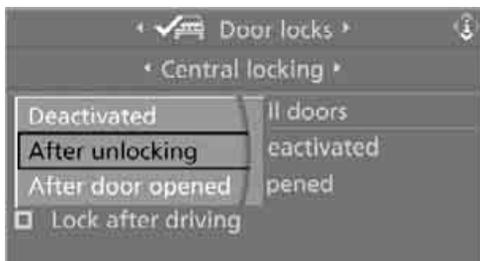 Door locks
Central locking
Deactivated ll doors
After unlocking eactivated
After door opened pened
Lock after driving